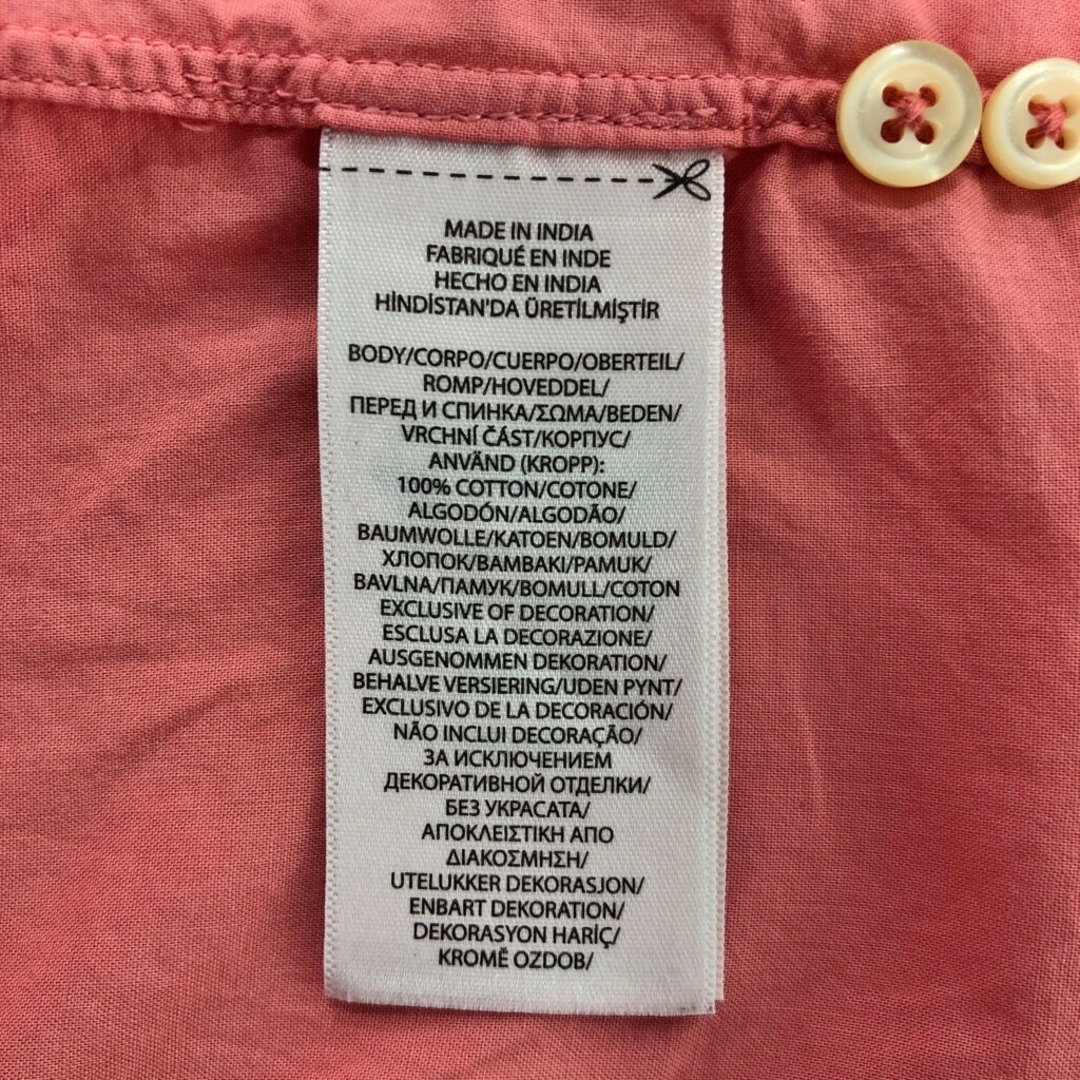 MADE IN INDIA
FABRIQUÉ EN INDE
HECHO EN INDIA
HİNDİSTAN'DA ÜRETİLMİŞTİR
BODY/CORPO/CUERPO/OBERTEIL/
ROMP/HOVEDDEL/
ПЕРЕД И СПИНКА/ΣΩΜΑ/BEDEN/
VRCHNÍ ČÁST/КОРПУС/
ANVÄND (KROPP):
100% COTTON/COTONE/
ALGODÓN/ALGODÃO/
BAUMWOLLE/KATOEN/BOMULD/
ХЛОПОК/ΒΑΜΒΑΚΙ/PAMUK/
BAVLNA/ПАМУК/BOMULL/COTON
EXCLUSIVE OF DECORATION/
ESCLUSA LA DECORAZIONE/
AUSGENOMMEN DEKORATION/
BEHALVE VERSIERING/UDEN PYNT/
EXCLUSIVO DE LA DECORACIÓN/
NÃO INCLUI DECORAÇÃO/
ЗА ИСКЛЮЧЕНИЕМ
ДЕКОРАТИВНОЙ ОТДЕЛКИ/
БЕЗ УКРАСАТА/
ΑΠΟΚΛΕΙΣΤΙΚΗ ΑΠΟ
ΔΙΑΚΟΣΜΗΣΗ/
UTELUKKER DEKORASJON/
ENBART DEKORATION/
DEKORASYON HARİÇ/
KROMĚ OZDOB/